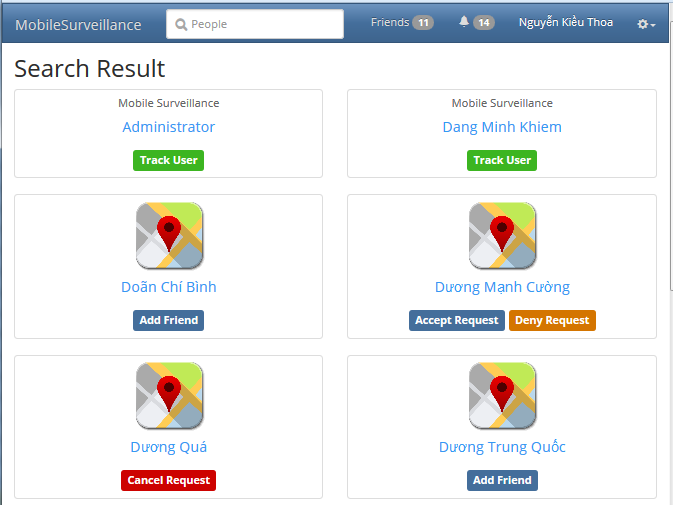 MobileSurveillance People Friends 11 14 Nguyễn Kiều Thoa
Search Result
Mobile Surveillance
Administrator
Track User
Mobile Surveillance
Dang Minh Khiem
Track User
Doãn Chí Bình
Add Friend
Dương Mạnh Cường
Accept Request Deny Request
Dương Quá
Cancel Request
Dương Trung Quốc
Add Friend